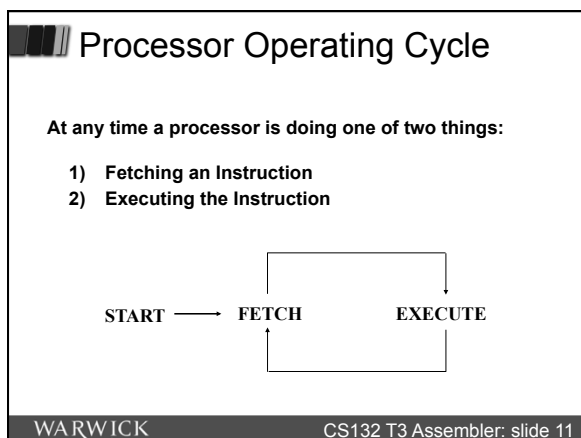 Processor Operating Cycle
At any time a processor is doing one of two things:
1) Fetching an Instruction
2) Executing the Instruction
START FETCH EXECUTE
WARWICK CS132 T3 Assembler: slide 11